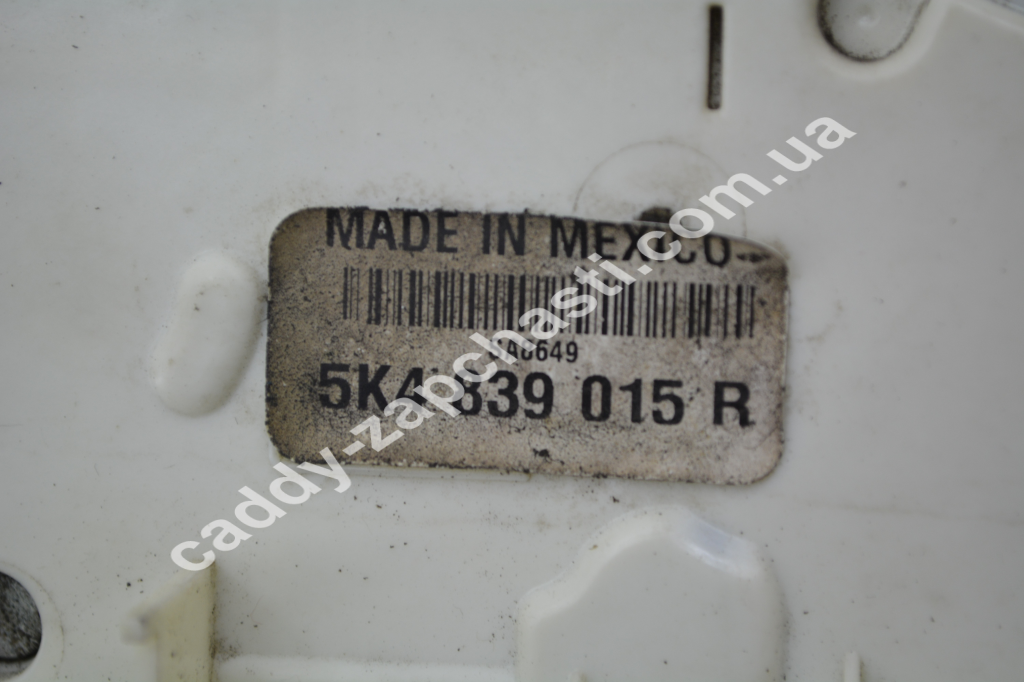 MADE IN MEXICO
5K4 839 015 R
caddy-zapchasti.com.ua